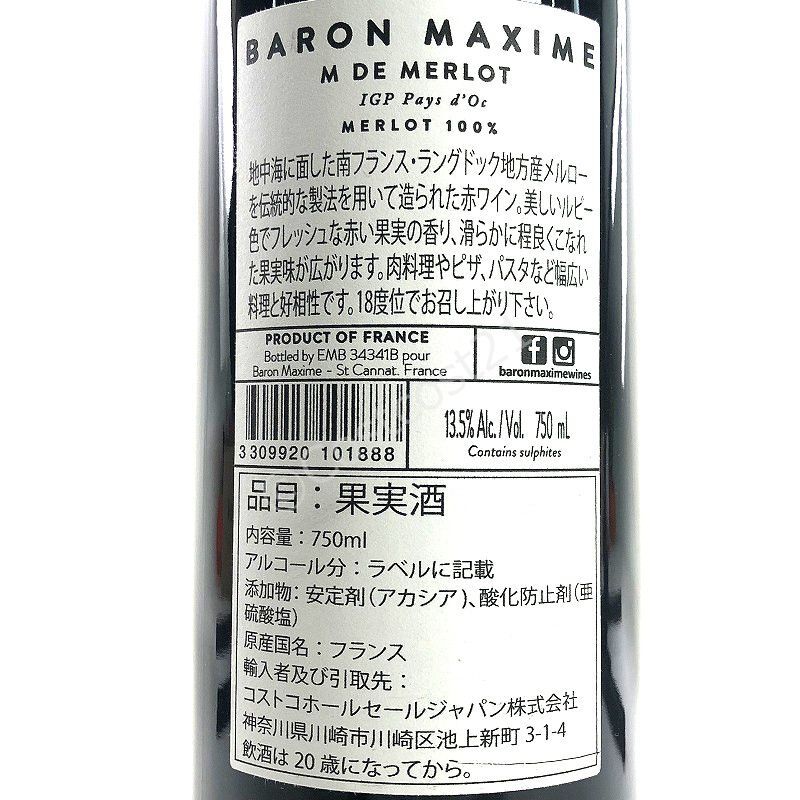 BARON MAXIME
M DE MERLOT
IGP Pays d'Oc
MERLOT 100%
地中海に面した南フランス・ラングドック地方産メルロー
を伝統的な製法を用いて造られた赤ワイン。美しいルビー
色でフレッシュな赤い果実の香り、滑らかに程良くこなれ
た果実味が広がります。肉料理やピザ、パスタなど幅広い
料理と好相性です。18度位でお召し上がり下さい。
PRODUCT OF FRANCE
Bottled by EMB 34341B pour
Baron Maxime - St Cannat. France
baronmaximewines
3 309920 101888
13.5% Alc./Vol. 750 mL
Contains sulphites
品目：果実酒
内容量：750ml
アルコール分：ラベルに記載
添加物：安定剤（アカシア）、酸化防止剤（亜
硫酸塩）
原産国名：フランス
輸入者及び引取先：
コストコホールセールジャパン株式会社
神奈川県川崎市川崎区池上新町 3-1-4
飲酒は 20 歳になってから。